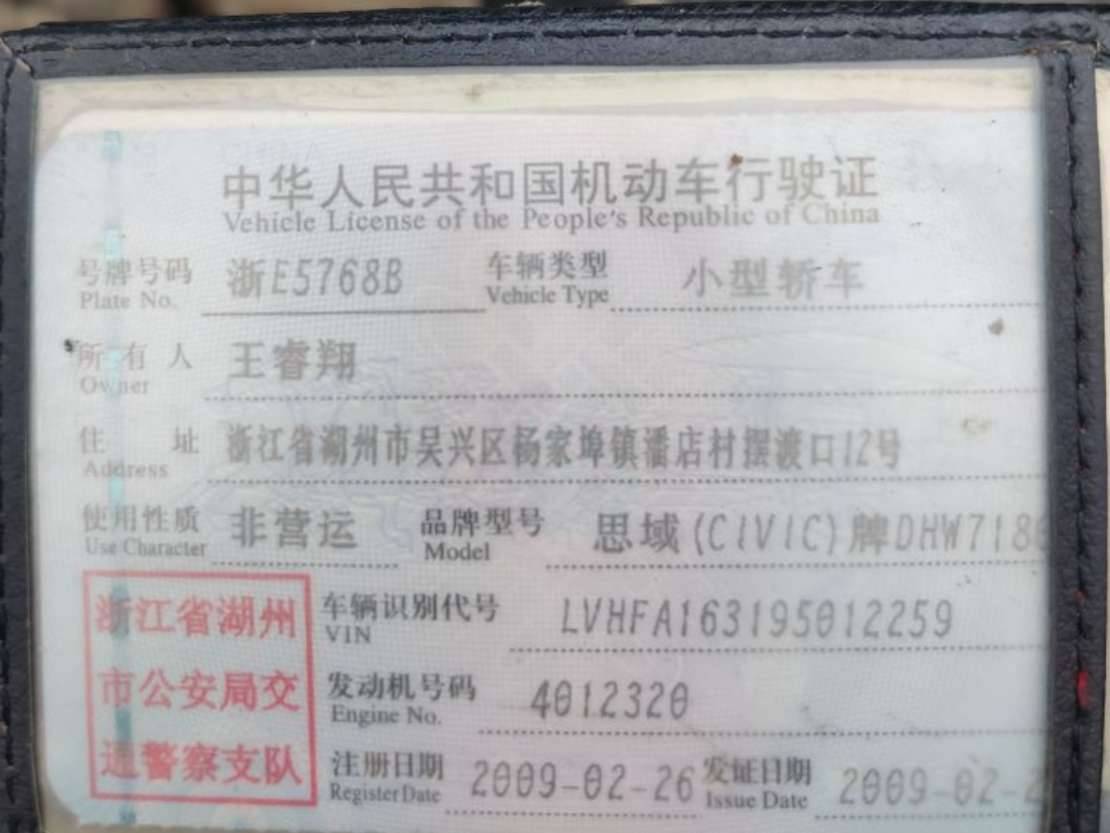 中华人民共和国机动车行驶证
Vehicle License of the People's Republic of China
号牌号码 浙E5768B 车辆类型 小型轿车
Plate No. Vehicle Type
所有人 王睿翔
Owner
住址 浙江省湖州市吴兴区杨家埠镇潘店村摆渡口12号
Address
使用性质 非营运 品牌型号 思域(CIVIC)牌DHW718
Use Character Model
浙江省湖州 车辆识别代号 LVHFA163195012259
VIN
市公安局交 发动机号码 4012320
Engine No.
通警察支队 注册日期 2009-02-26 发证日期 2009-02-2
Register Date Issue Date